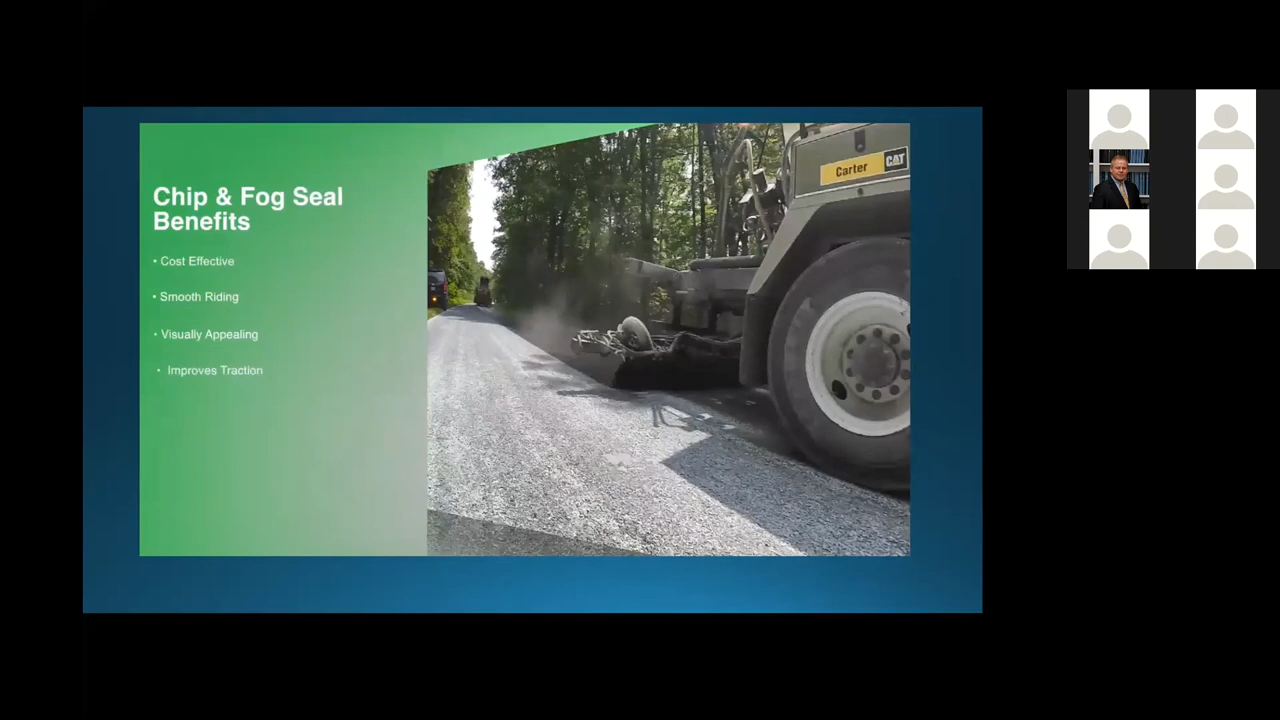 Chip & Fog Seal
Benefits
• Cost Effective
• Smooth Riding
• Visually Appealing
• Improves Traction
Carter CAT